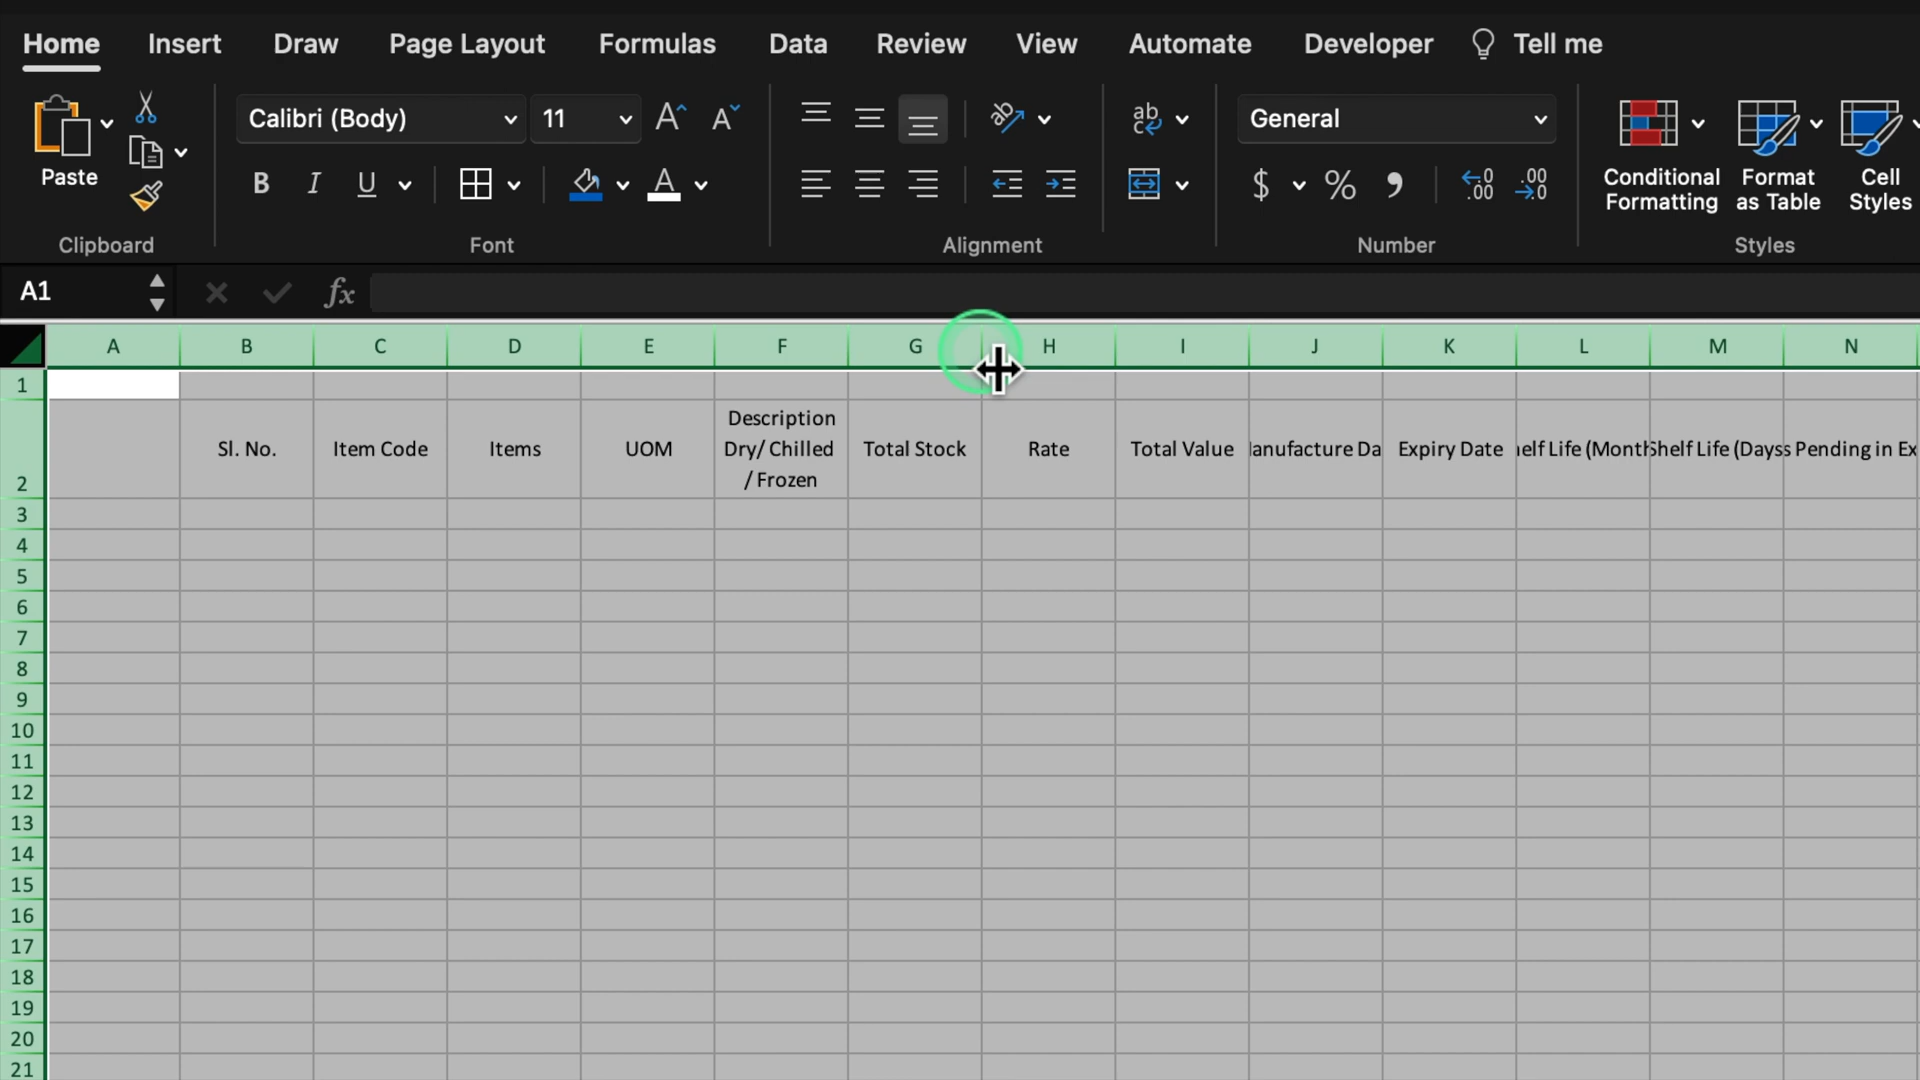 Home Insert Draw Page Layout Formulas Data Review View Automate Developer Tell me
Calibri (Body) 11 General
Paste
B I U
Conditional Formatting
Format as Table
Cell Styles
Clipboard Font Alignment Number Styles
A1 fx
A B C D E F G H I J K L M N
1
2 Sl. No. Item Code Items UOM Description Dry/ Chilled / Frozen Total Stock Rate Total Value anufacture Da Expiry Date elf Life (Month Shelf Life (Days s Pending in Ex
3
4
5
6
7
8
9
10
11
12
13
14
15
16
17
18
19
20
21